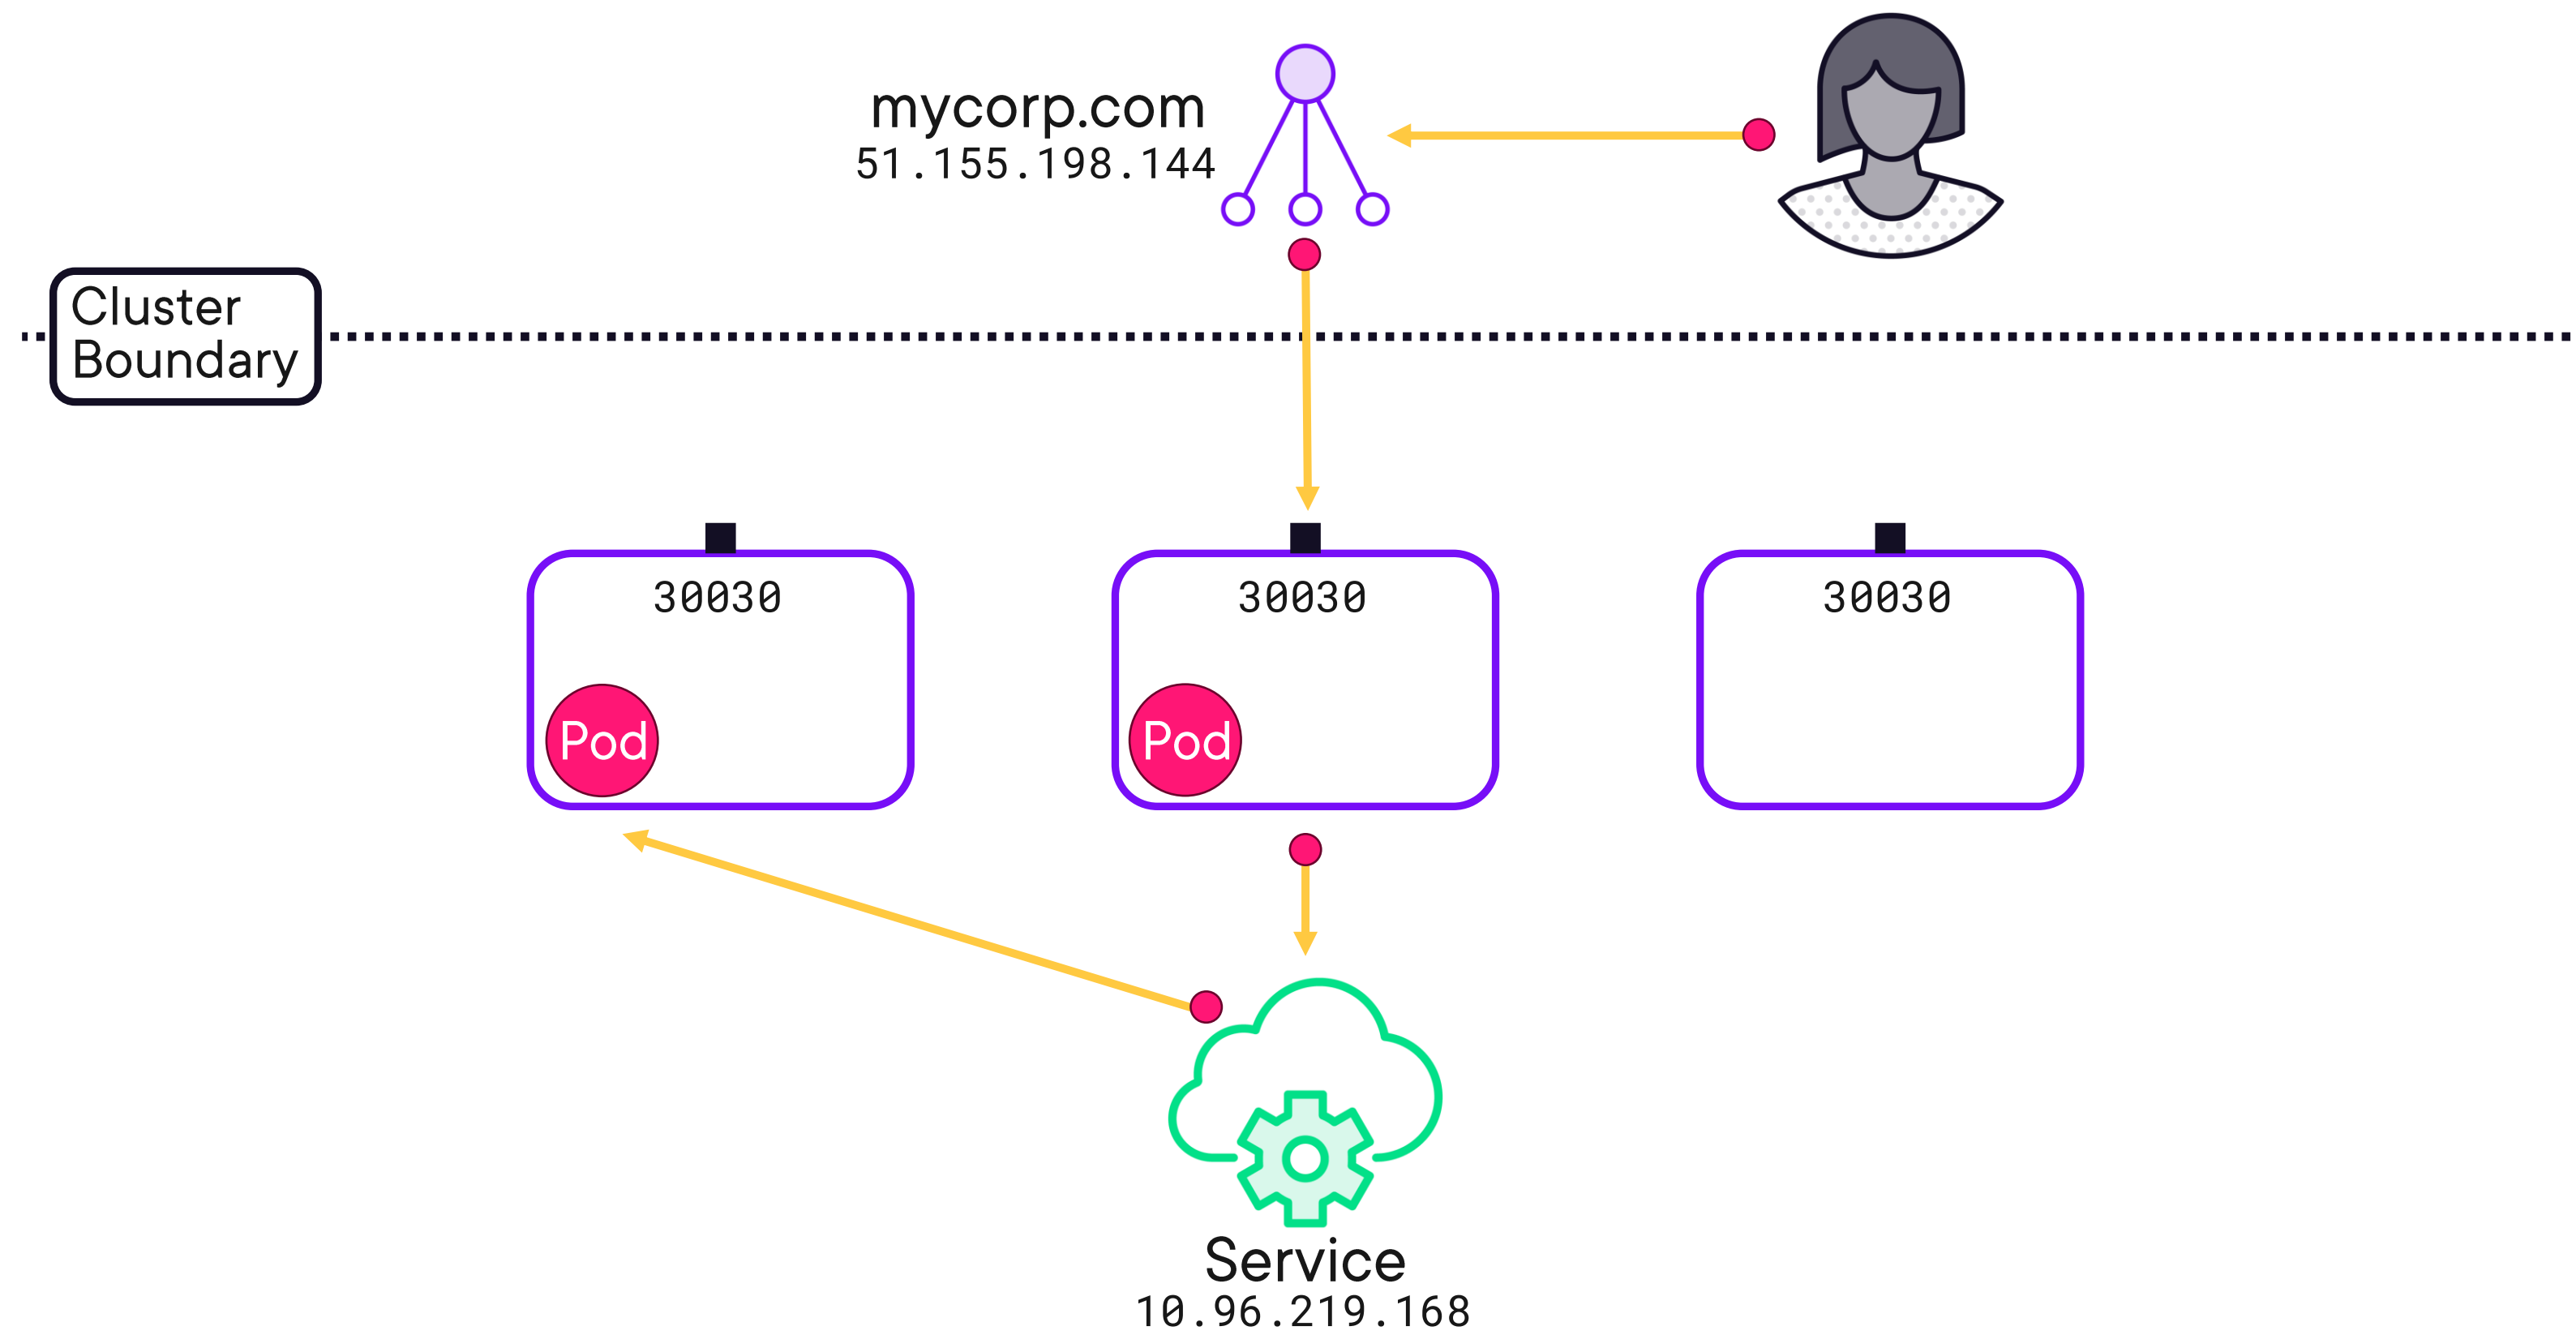 mycorp.com
51.155.198.144
Cluster
Boundary
30030
30030
30030
Pod
Pod
Service
10.96.219.168